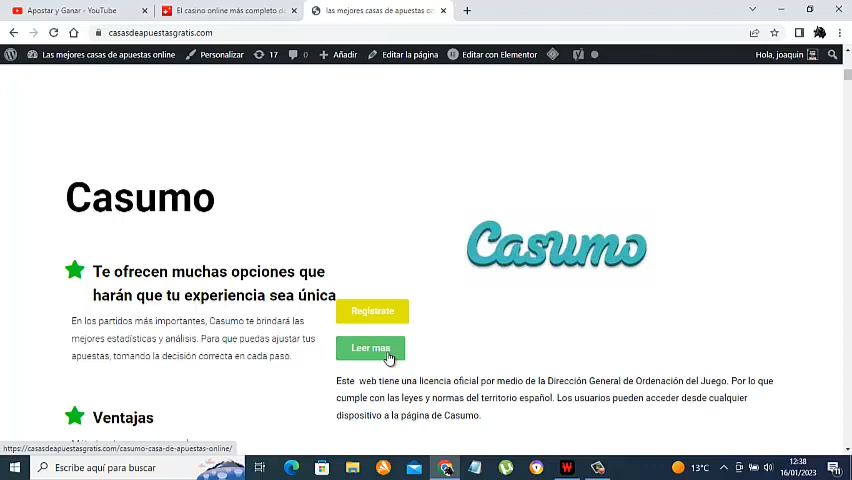 Apostar y Ganar - YouTube
El casino online más completo de
las mejores casas de apuestas on
casasdeapuestasgratis.com
Las mejores casas de apuestas online
Personalizar
17
0
Añadir
Editar la página
Editar con Elementor
Hola, joaquin
Casumo
Casumo
Te ofrecen muchas opciones que
harán que tu experiencia sea única
En los partidos más importantes, Casumo te brindará las
mejores estadísticas y análisis. Para que puedas ajustar tus
apuestas, tomando la decisión correcta en cada paso.
Registrate
Leer mas
Este web tiene una licencia oficial por medio de la Dirección General de Ordenación del Juego. Por lo que
cumple con las leyes y normas del territorio español. Los usuarios pueden acceder desde cualquier
dispositivo a la página de Casumo.
Ventajas
https://casasdeapuestasgratis.com/casumo-casa-de-apuestas-online/
Escribe aquí para buscar
13°C
12:38
16/01/2023